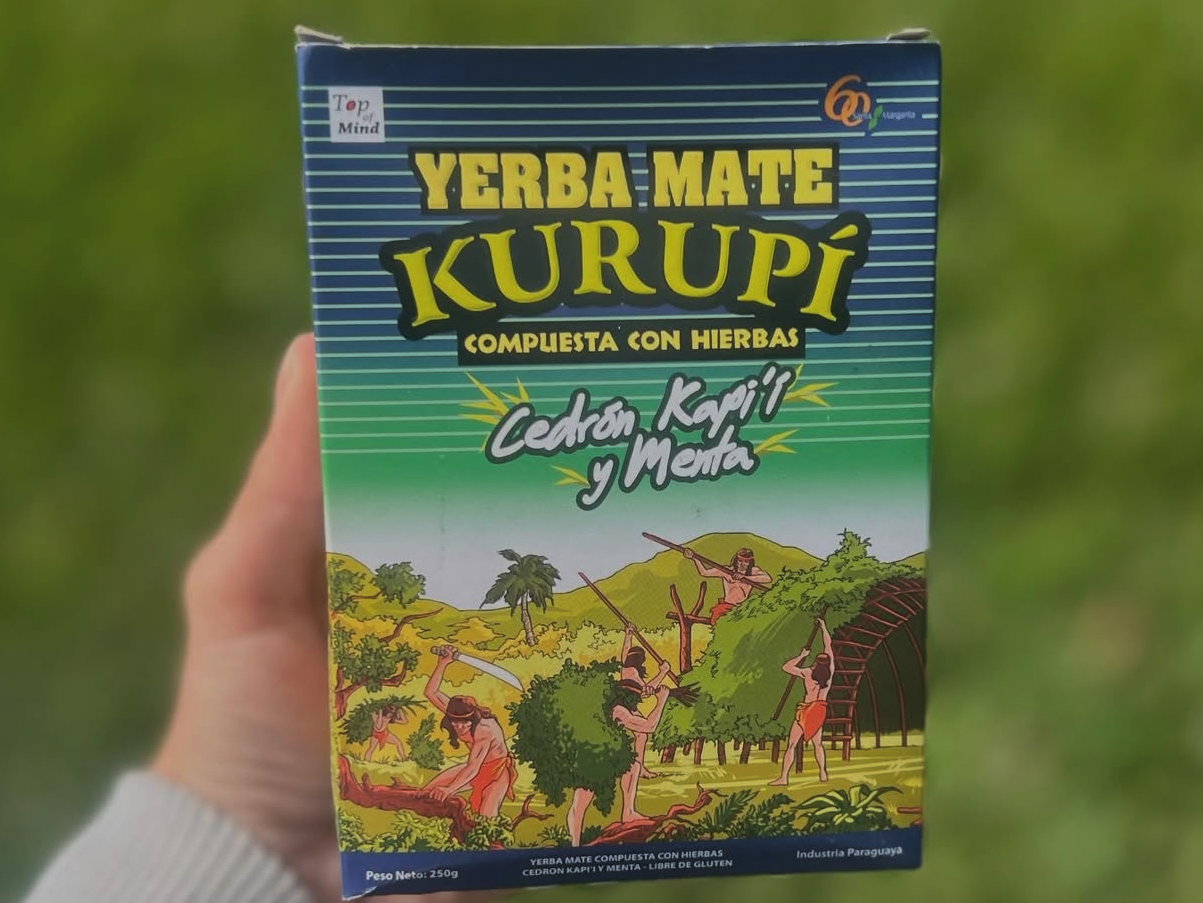 Top
of
Mind
60
Santa Margarita
YERBA MATE
KURUPÍ
COMPUESTA CON HIERBAS
Cedrón Kapi'i
y Menta
Peso Neto: 250g
YERBA MATE COMPUESTA CON HIERBAS
CEDRON KAPI'I Y MENTA - LIBRE DE GLUTEN
Industria Paraguaya